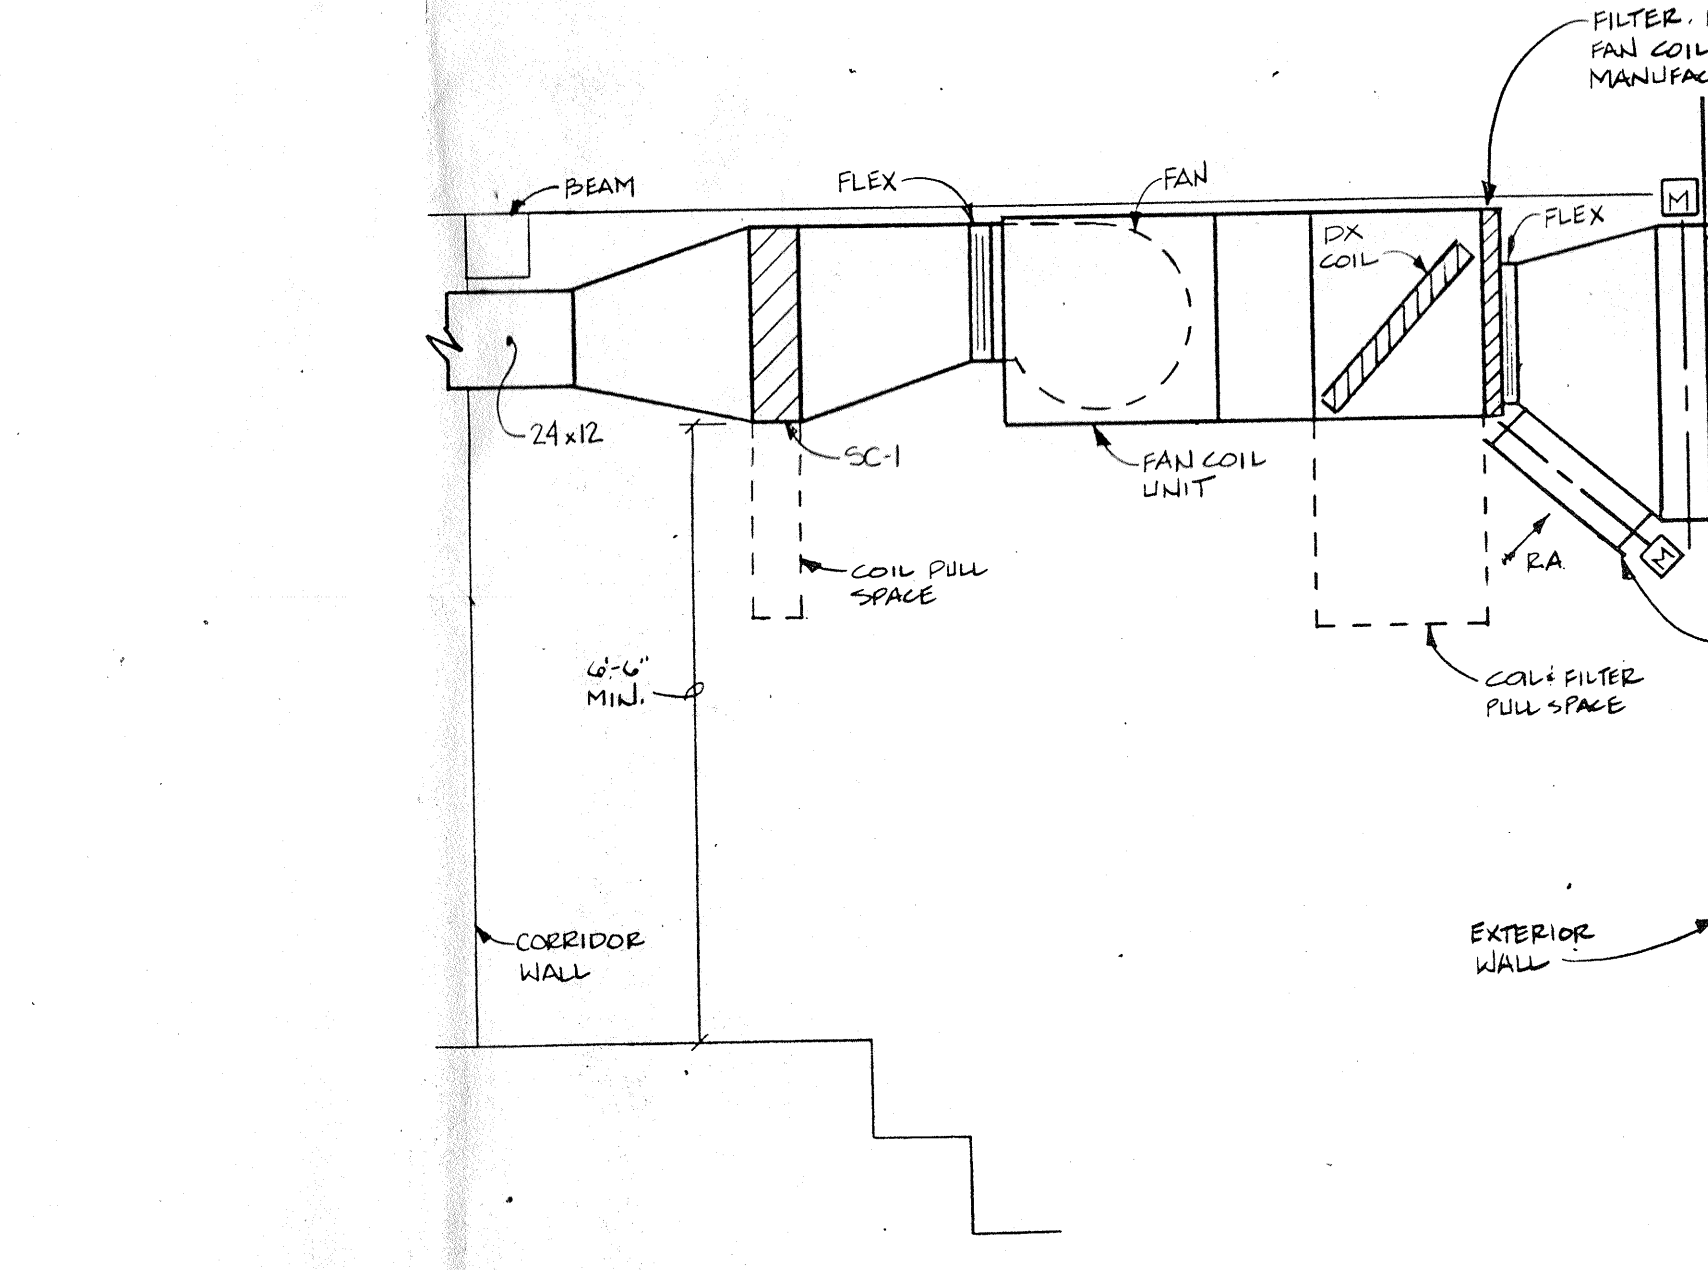 FILTER.
FAN COIL
MANUFAC
BEAM
FLEX
FAN
M
FLEX
DX
COIL
24x12
SC-1
FAN COIL
UNIT
COIL PULL
SPACE
R.A.
M
6'-6"
MIN.
COIL & FILTER
PULL SPACE
CORRIDOR
WALL
EXTERIOR
WALL